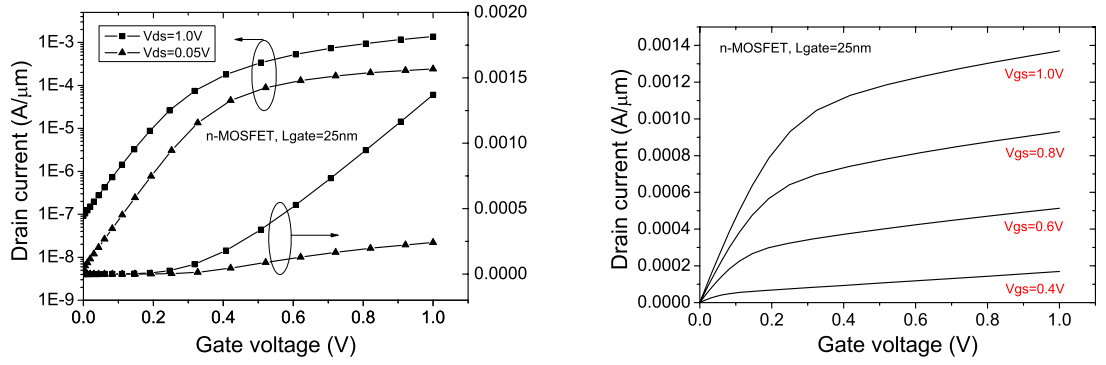 Vds=1.0V
Vds=0.05V
n-MOSFET, Lgate=25nm
Drain current (A/μm)
1E-3
1E-4
1E-5
1E-6
1E-7
1E-8
1E-9
0.0020
0.0015
0.0010
0.0005
0.0000
0.0 0.2 0.4 0.6 0.8 1.0
Gate voltage (V)
n-MOSFET, Lgate=25nm
Drain current (A/μm)
0.0014
0.0012
0.0010
0.0008
0.0006
0.0004
0.0002
0.0000
Vgs=1.0V
Vgs=0.8V
Vgs=0.6V
Vgs=0.4V
0.0 0.2 0.4 0.6 0.8 1.0
Gate voltage (V)